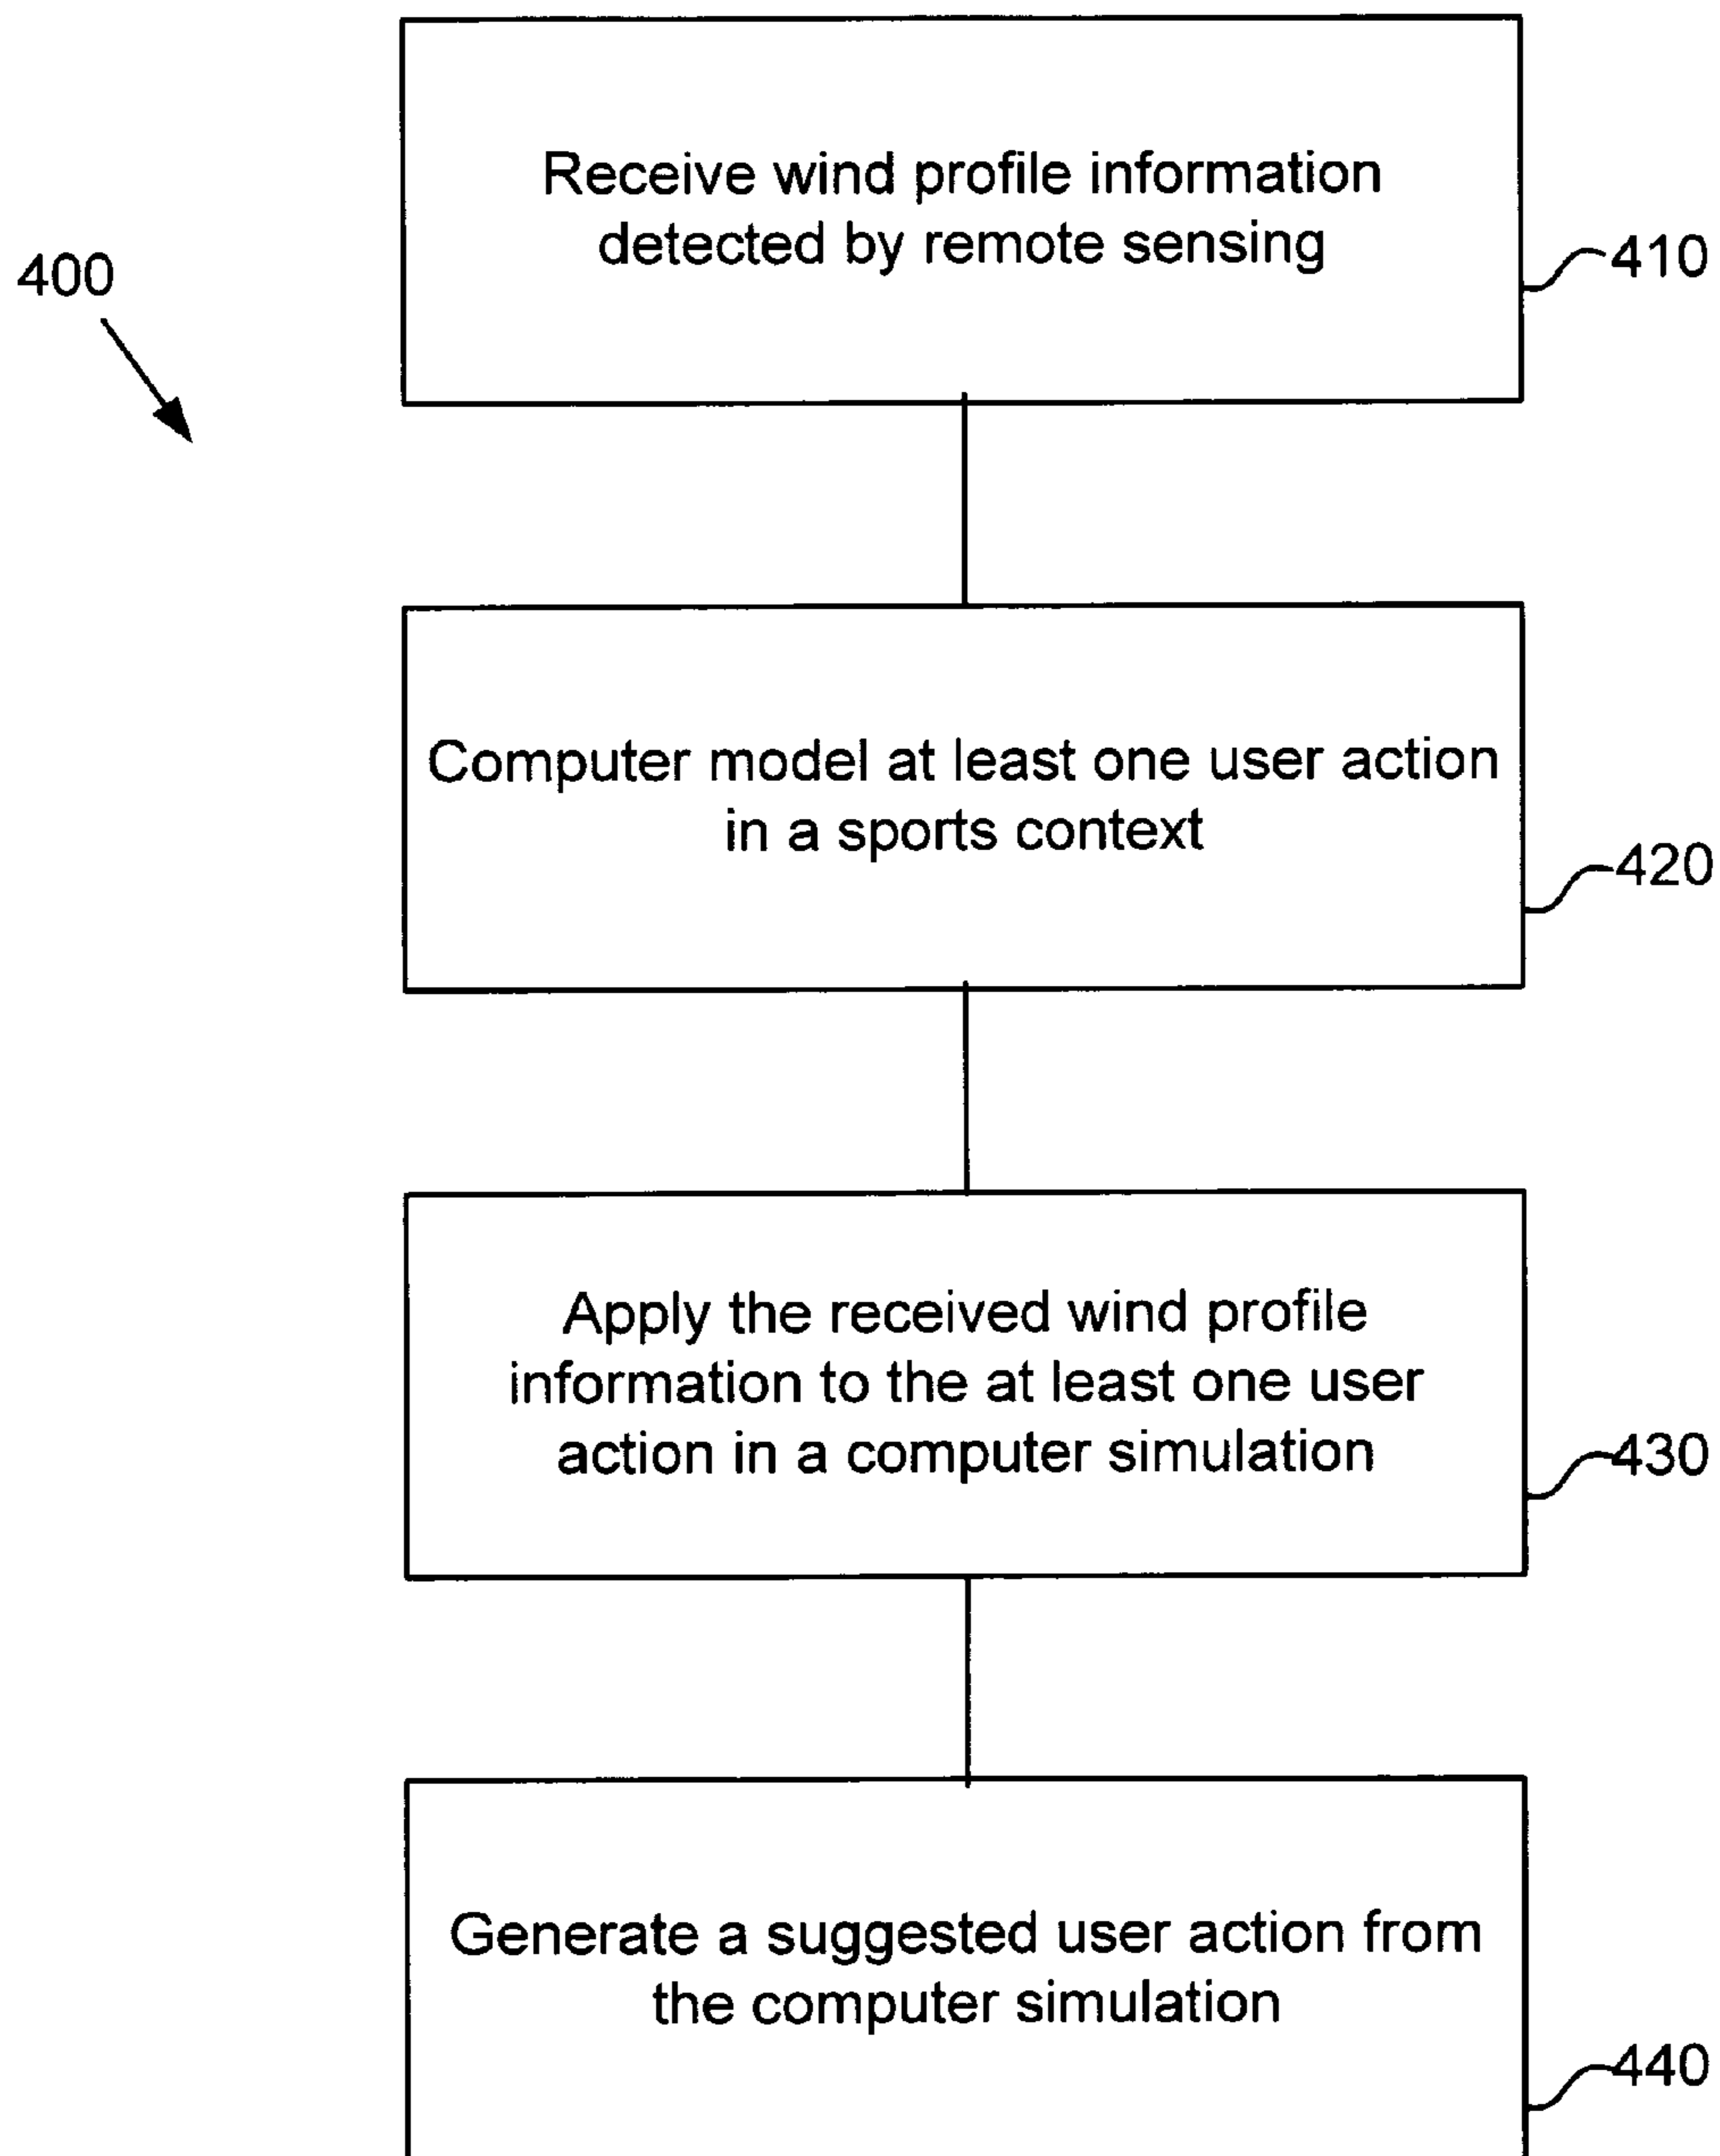 Receive wind profile information
detected by remote sensing
400
410
Computer model at least one user action
in a sports context
420
Apply the received wind profile
information to the at least one user
action in a computer simulation
430
Generate a suggested user action from
the computer simulation
440